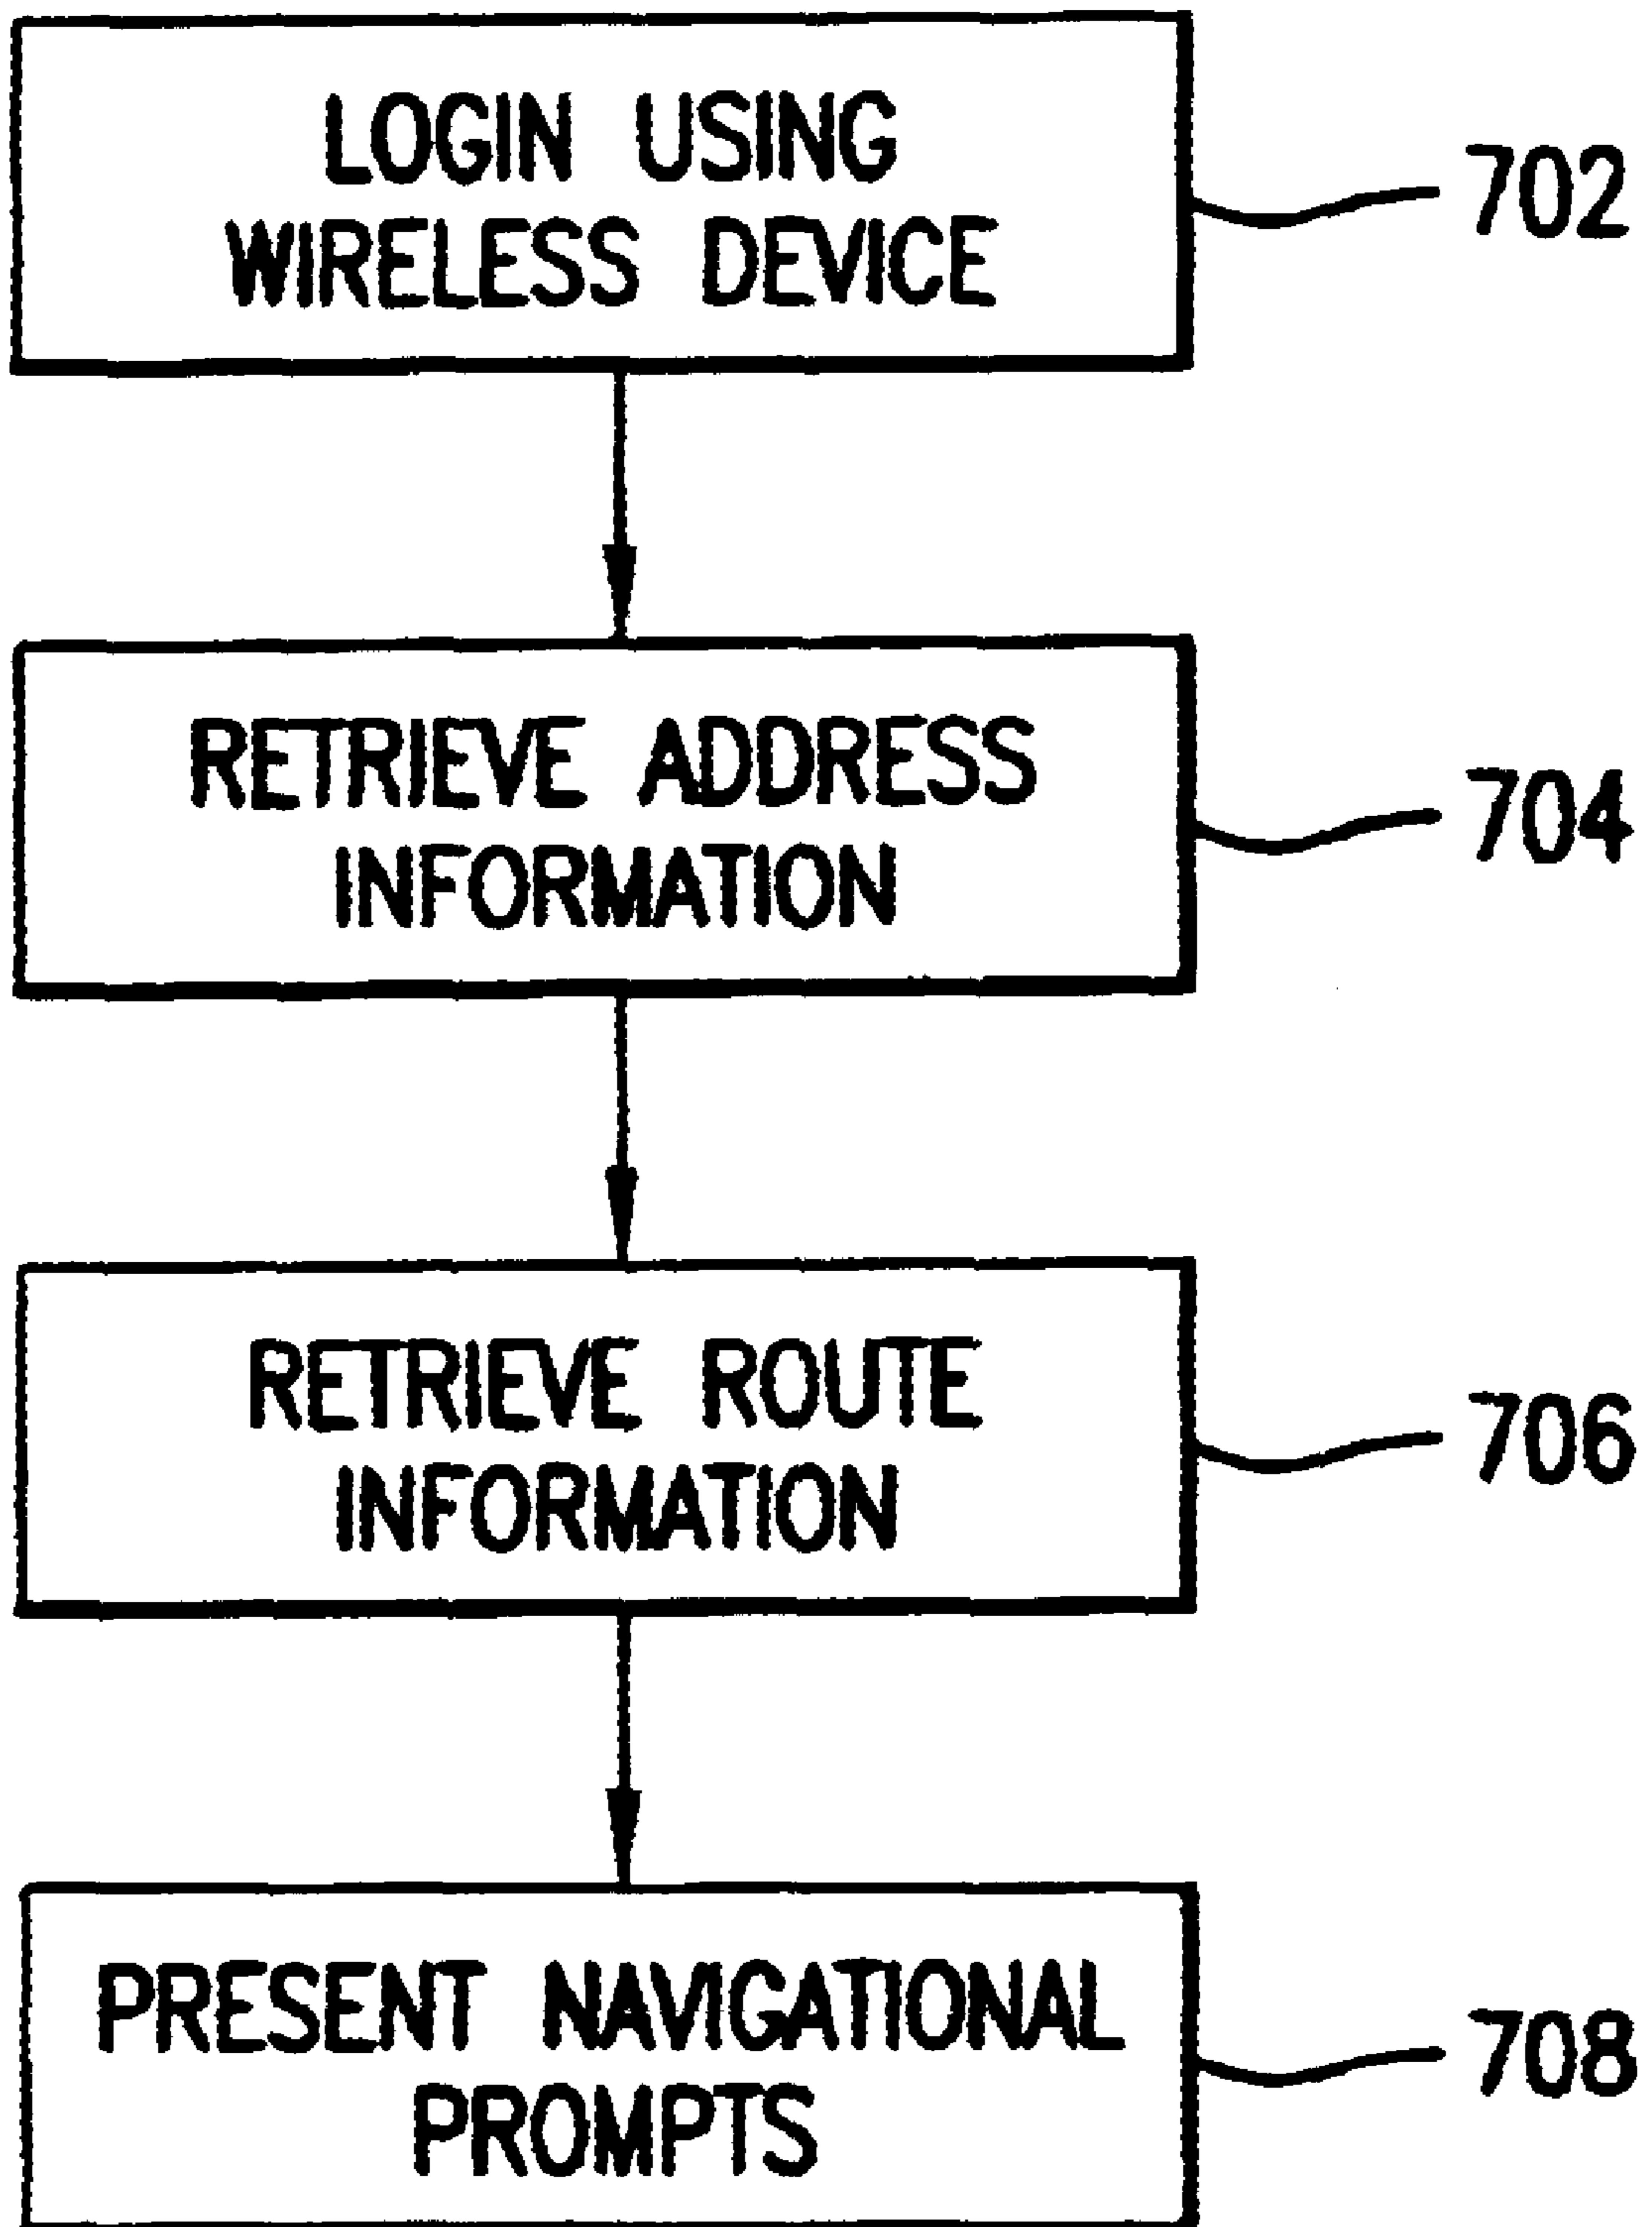 LOGIN USING
WIRELESS DEVICE
702
RETRIEVE ADDRESS
INFORMATION
704
RETRIEVE ROUTE
INFORMATION
706
PRESENT NAVIGATIONAL
PROMPTS
708